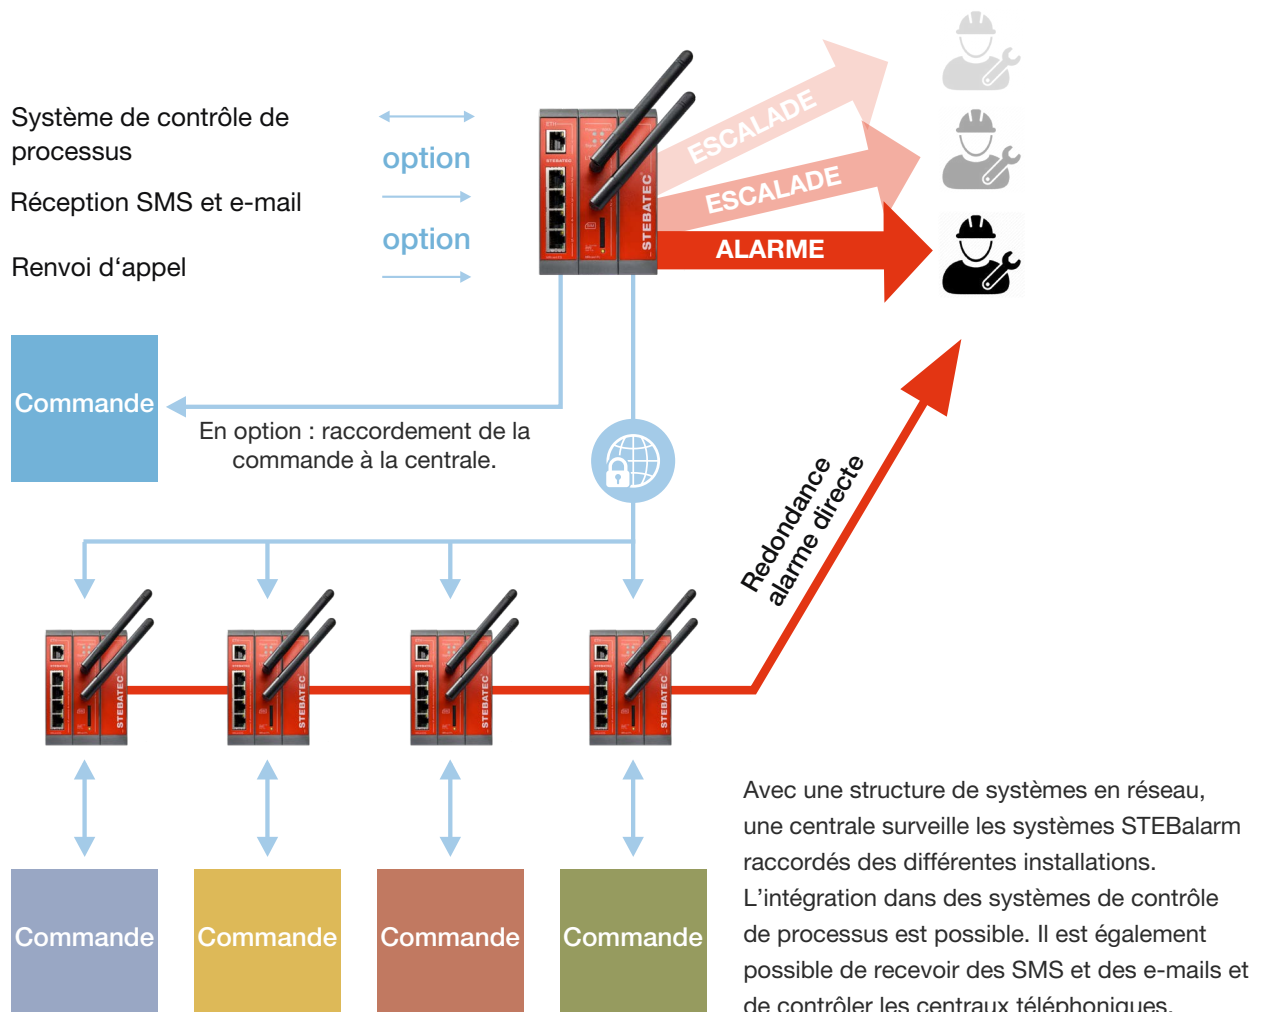 Système de contrôle de
processus
option
Réception SMS et e-mail
option
Renvoi d‘appel
ETH
STEBATEC
STEBATEC
ESCALADE
ESCALADE
ALARME
Commande
En option : raccordement de la
commande à la centrale.
Redondance
alarme directe
STEBATEC
STEBATEC
STEBATEC
STEBATEC
Commande
Commande
Commande
Commande
Avec une structure de systèmes en réseau,
une centrale surveille les systèmes STEBalarm
raccordés des différentes installations.
L’intégration dans des systèmes de contrôle
de processus est possible. Il est également
possible de recevoir des SMS et des e-mails et
de contrôler les centraux téléphoniques.